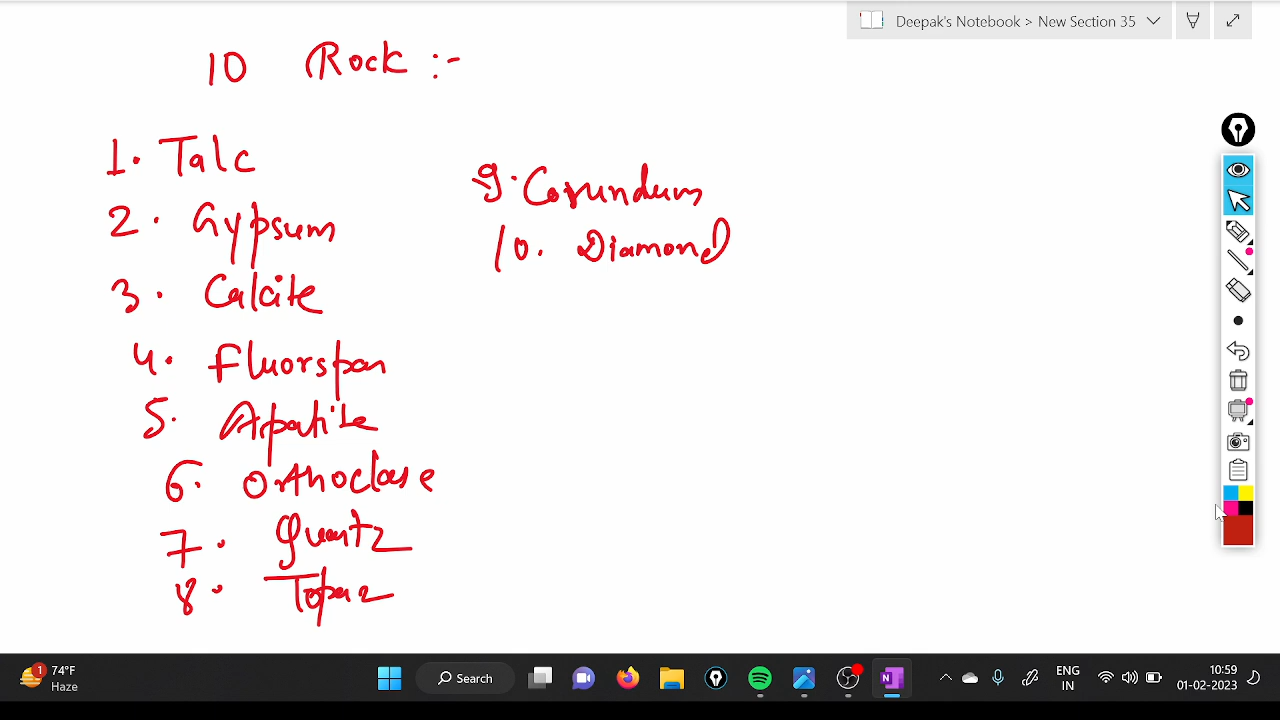 Deepak's Notebook > New Section 35
10 Rock :-
1. Talc
2. Gypsum
3. Calcite
4. Fluorspar
5. Apatite
6. Orthoclase
7. Quartz
8. Topaz
9. Corundum
10. Diamond
1
74°F
Haze
Search
ENG
IN
10:59
01-02-2023